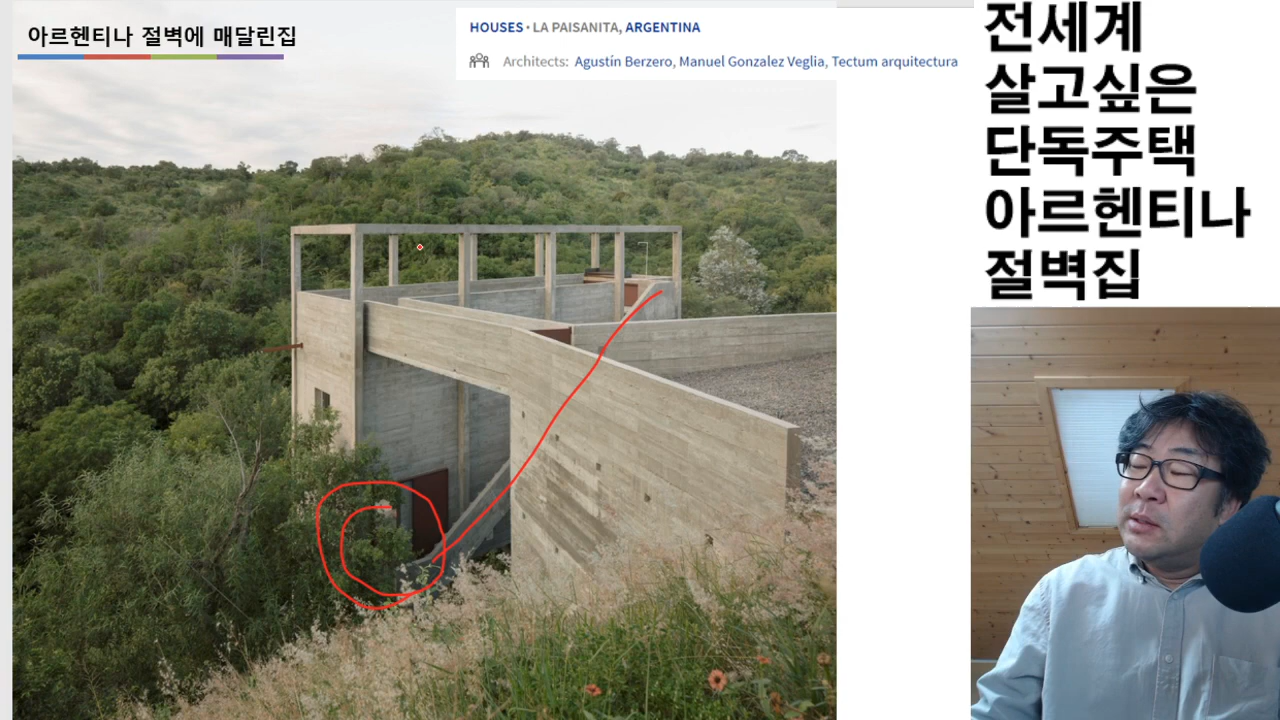 아르헨티나 절벽에 매달린집
HOUSES · LA PAISANITA, ARGENTINA
Architects: Agustín Berzero, Manuel Gonzalez Veglia, Tectum arquitectura
전세계
살고싶은
단독주택
아르헨티나
절벽집